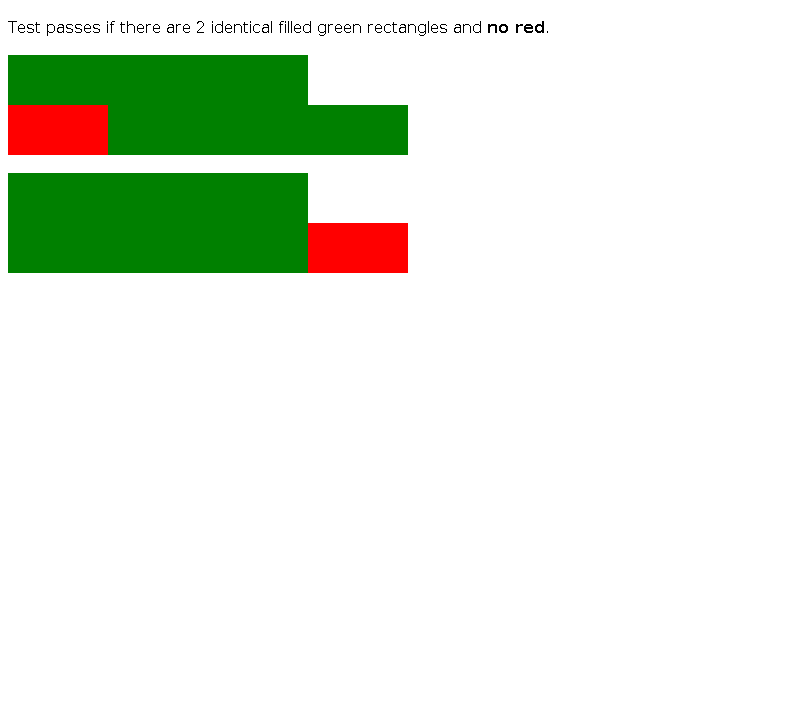 Test passes if there are 2 identical filled green rectangles and no red.